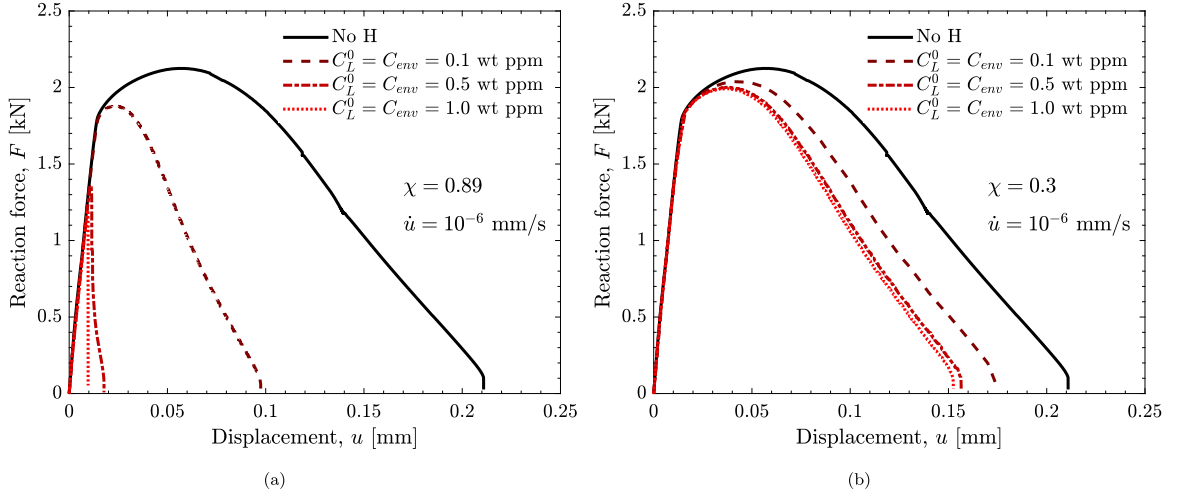 2.5
2
1.5
1
0.5
0
0
0.05
0.1
0.15
0.2
0.25
Reaction force, F [kN]
Displacement, u [mm]
No H
C_L^0 = C_env = 0.1 wt ppm
C_L^0 = C_env = 0.5 wt ppm
C_L^0 = C_env = 1.0 wt ppm
χ = 0.89
u̇ = 10⁻⁶ mm/s
(a)
2.5
2
1.5
1
0.5
0
0
0.05
0.1
0.15
0.2
0.25
Reaction force, F [kN]
Displacement, u [mm]
No H
C_L^0 = C_env = 0.1 wt ppm
C_L^0 = C_env = 0.5 wt ppm
C_L^0 = C_env = 1.0 wt ppm
χ = 0.3
u̇ = 10⁻⁶ mm/s
(b)